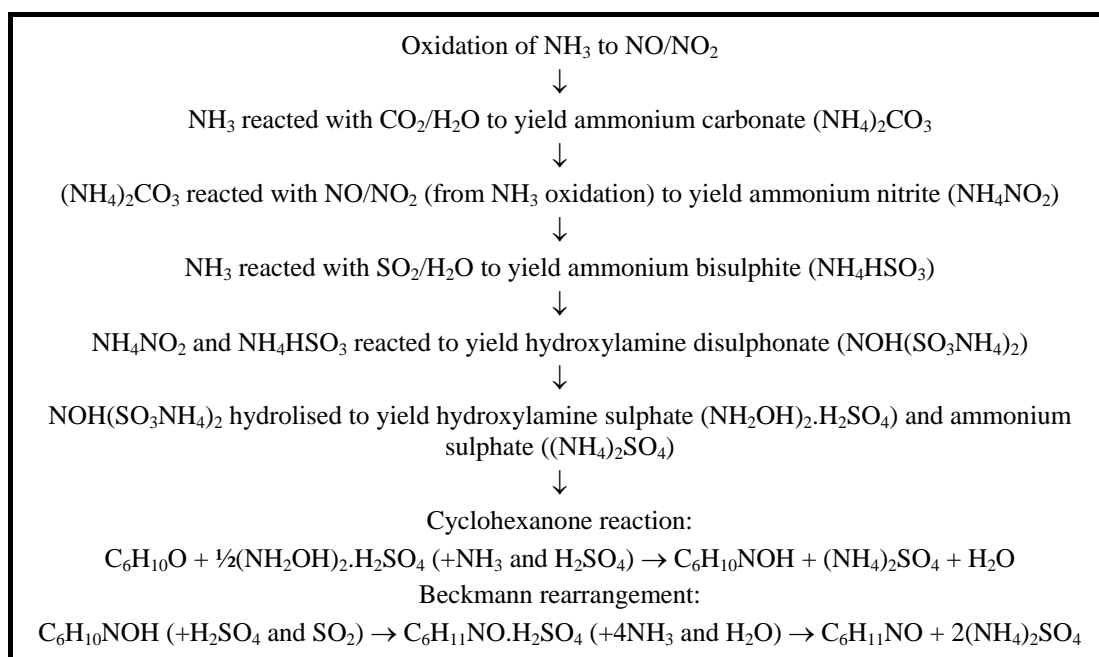 Oxidation of NH₃ to NO/NO₂
↓
NH₃ reacted with CO₂/H₂O to yield ammonium carbonate (NH₄)₂CO₃
↓
(NH₄)₂CO₃ reacted with NO/NO₂ (from NH₃ oxidation) to yield ammonium nitrite (NH₄NO₂)
↓
NH₃ reacted with SO₂/H₂O to yield ammonium bisulphite (NH₄HSO₃)
↓
NH₄NO₂ and NH₄HSO₃ reacted to yield hydroxylamine disulphonate (NOH(SO₃NH₄)₂)
↓
NOH(SO₃NH₄)₂ hydrolised to yield hydroxylamine sulphate (NH₂OH)₂.H₂SO₄) and ammonium
sulphate ((NH₄)₂SO₄)
↓
Cyclohexanone reaction:
C₆H₁₀O + ½(NH₂OH)₂.H₂SO₄ (+NH₃ and H₂SO₄) → C₆H₁₀NOH + (NH₄)₂SO₄ + H₂O
Beckmann rearrangement:
C₆H₁₀NOH (+H₂SO₄ and SO₂) → C₆H₁₁NO.H₂SO₄ (+4NH₃ and H₂O) → C₆H₁₁NO + 2(NH₄)₂SO₄